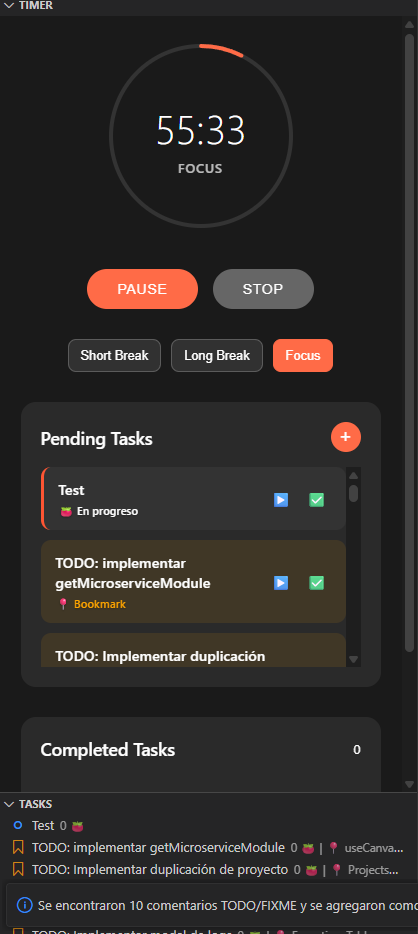 TIMER
55:33
FOCUS
PAUSE
STOP
Short Break
Long Break
Focus
Pending Tasks
+
Test
En progreso
TODO: implementar
getMicroserviceModule
Bookmark
TODO: Implementar duplicación
Completed Tasks
0
TASKS
Test 0
TODO: implementar getMicroserviceModule 0 | useCanva...
TODO: Implementar duplicación de proyecto 0 | Projects...
Se encontraron 10 comentarios TODO/FIXME y se agregaron como